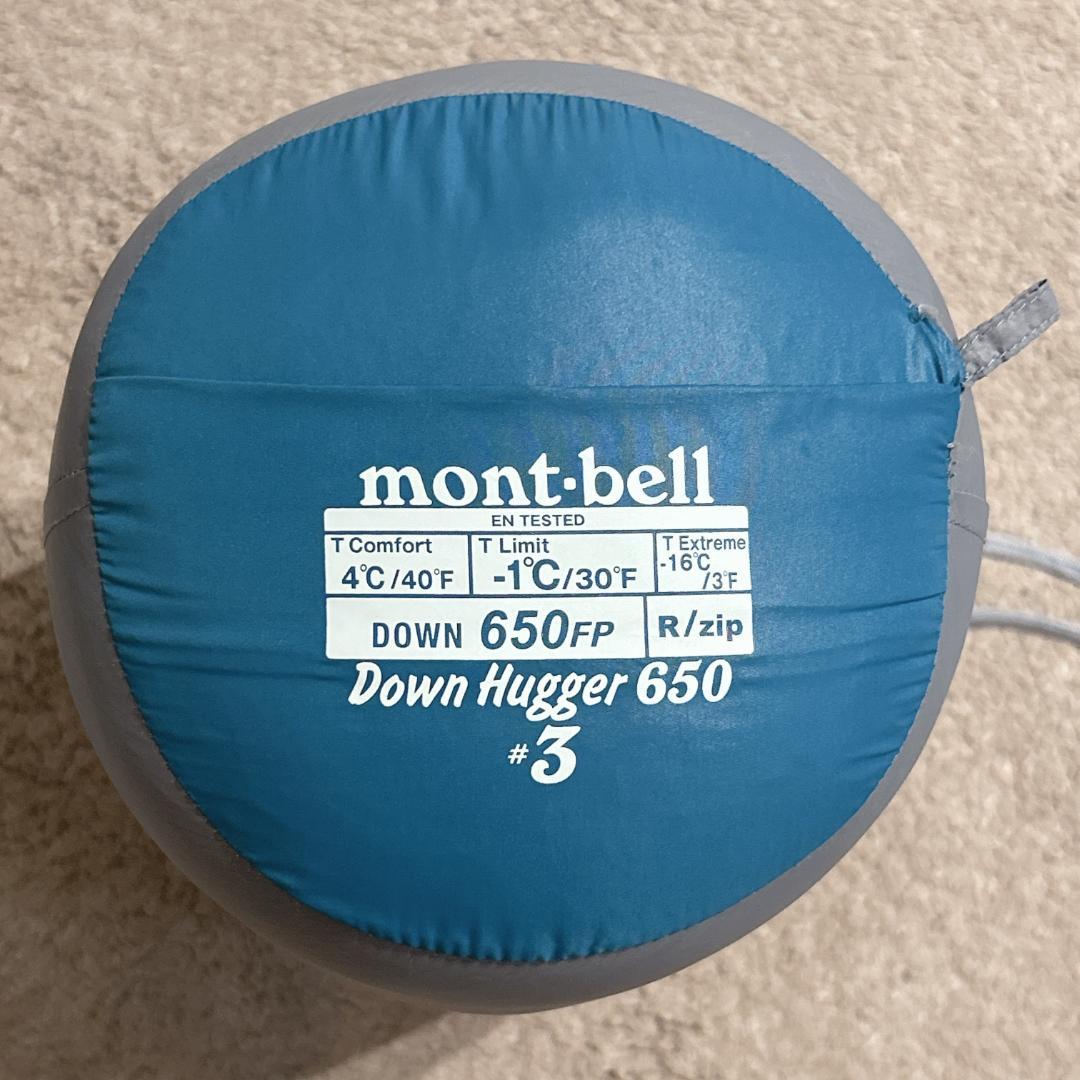 mont·bell
EN TESTED
T Comfort T Limit T Extreme
4℃/40°F -1℃/30°F -16℃/3°F
DOWN 650FP R/zip
Down Hugger 650
#3